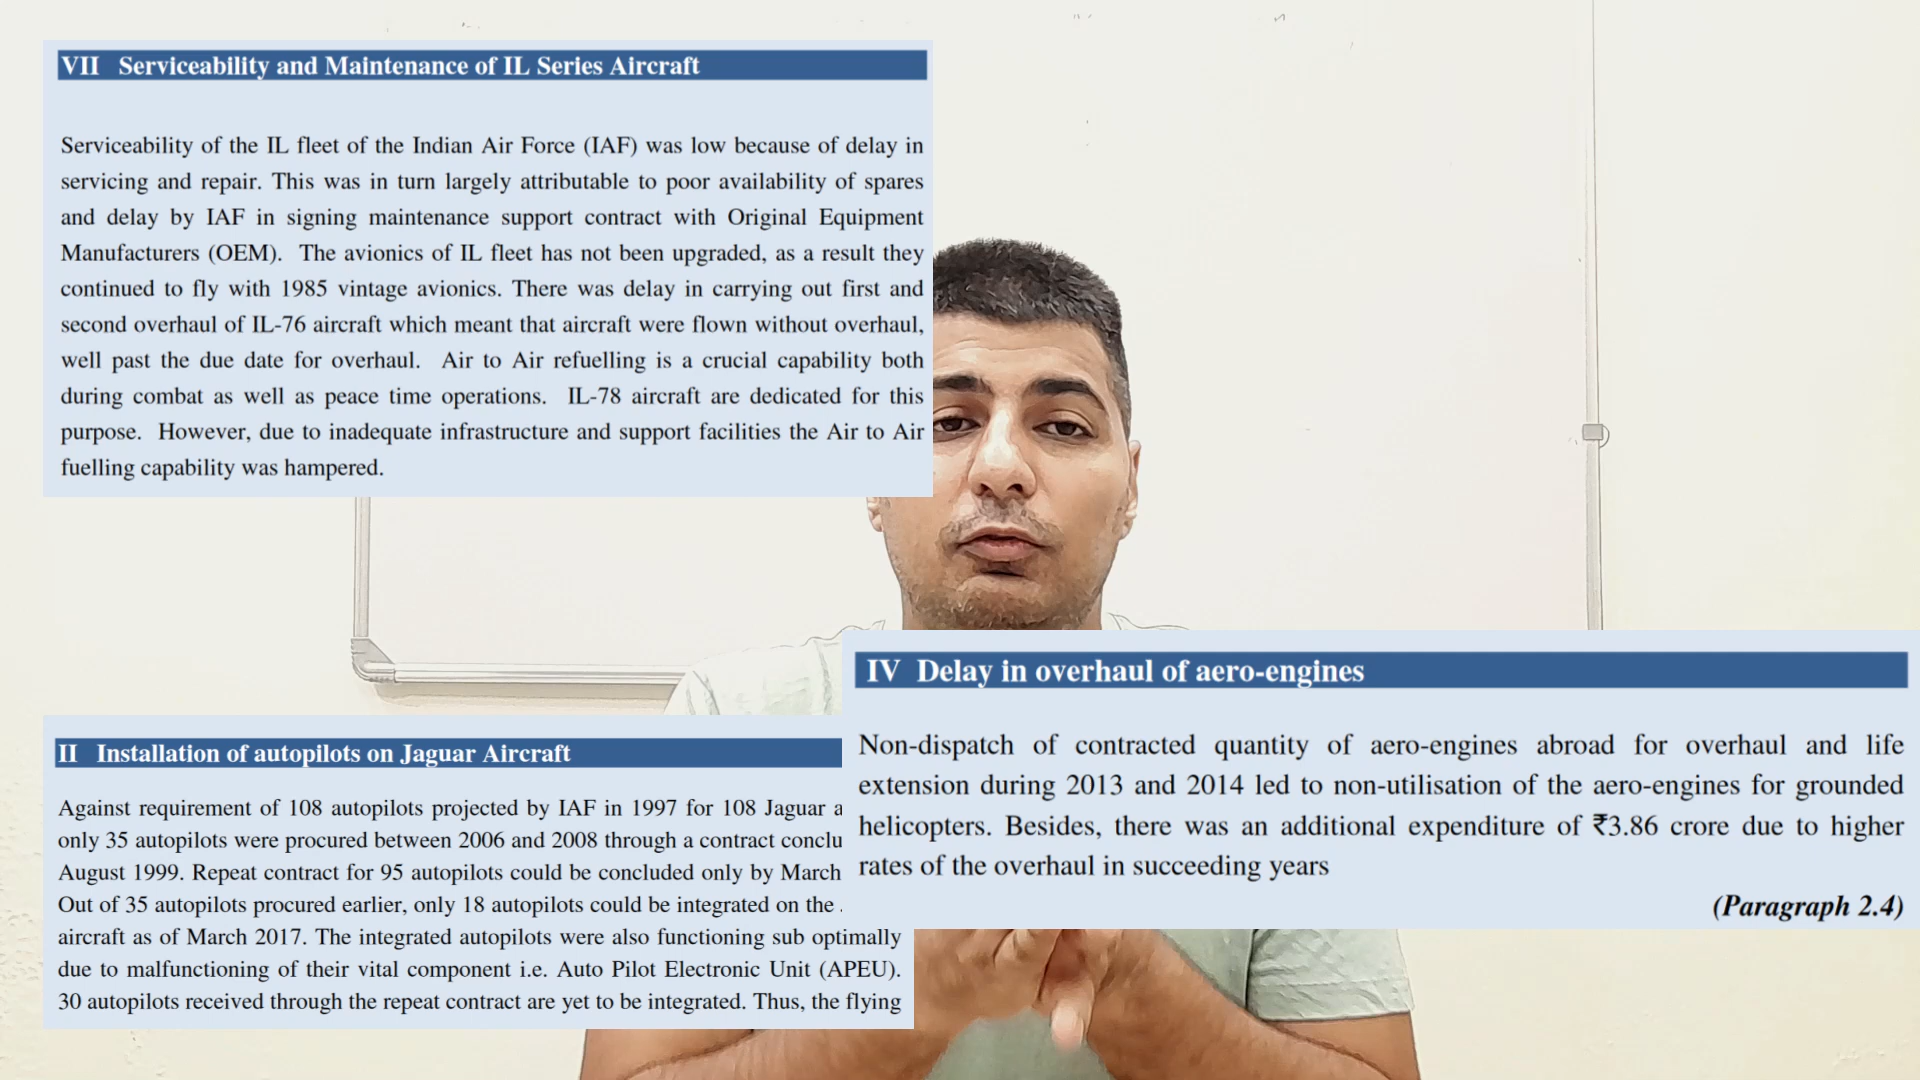 VII Serviceability and Maintenance of IL Series Aircraft
Serviceability of the IL fleet of the Indian Air Force (IAF) was low because of delay in
servicing and repair. This was in turn largely attributable to poor availability of spares
and delay by IAF in signing maintenance support contract with Original Equipment
Manufacturers (OEM). The avionics of IL fleet has not been upgraded, as a result they
continued to fly with 1985 vintage avionics. There was delay in carrying out first and
second overhaul of IL-76 aircraft which meant that aircraft were flown without overhaul,
well past the due date for overhaul. Air to Air refuelling is a crucial capability both
during combat as well as peace time operations. IL-78 aircraft are dedicated for this
purpose. However, due to inadequate infrastructure and support facilities the Air to Air
fuelling capability was hampered.
II Installation of autopilots on Jaguar Aircraft
Against requirement of 108 autopilots projected by IAF in 1997 for 108 Jaguar a
only 35 autopilots were procured between 2006 and 2008 through a contract conclu
August 1999. Repeat contract for 95 autopilots could be concluded only by March
Out of 35 autopilots procured earlier, only 18 autopilots could be integrated on the
aircraft as of March 2017. The integrated autopilots were also functioning sub optimally
due to malfunctioning of their vital component i.e. Auto Pilot Electronic Unit (APEU).
30 autopilots received through the repeat contract are yet to be integrated. Thus, the flying
IV Delay in overhaul of aero-engines
Non-dispatch of contracted quantity of aero-engines abroad for overhaul and life
extension during 2013 and 2014 led to non-utilisation of the aero-engines for grounded
helicopters. Besides, there was an additional expenditure of ₹3.86 crore due to higher
rates of the overhaul in succeeding years
(Paragraph 2.4)